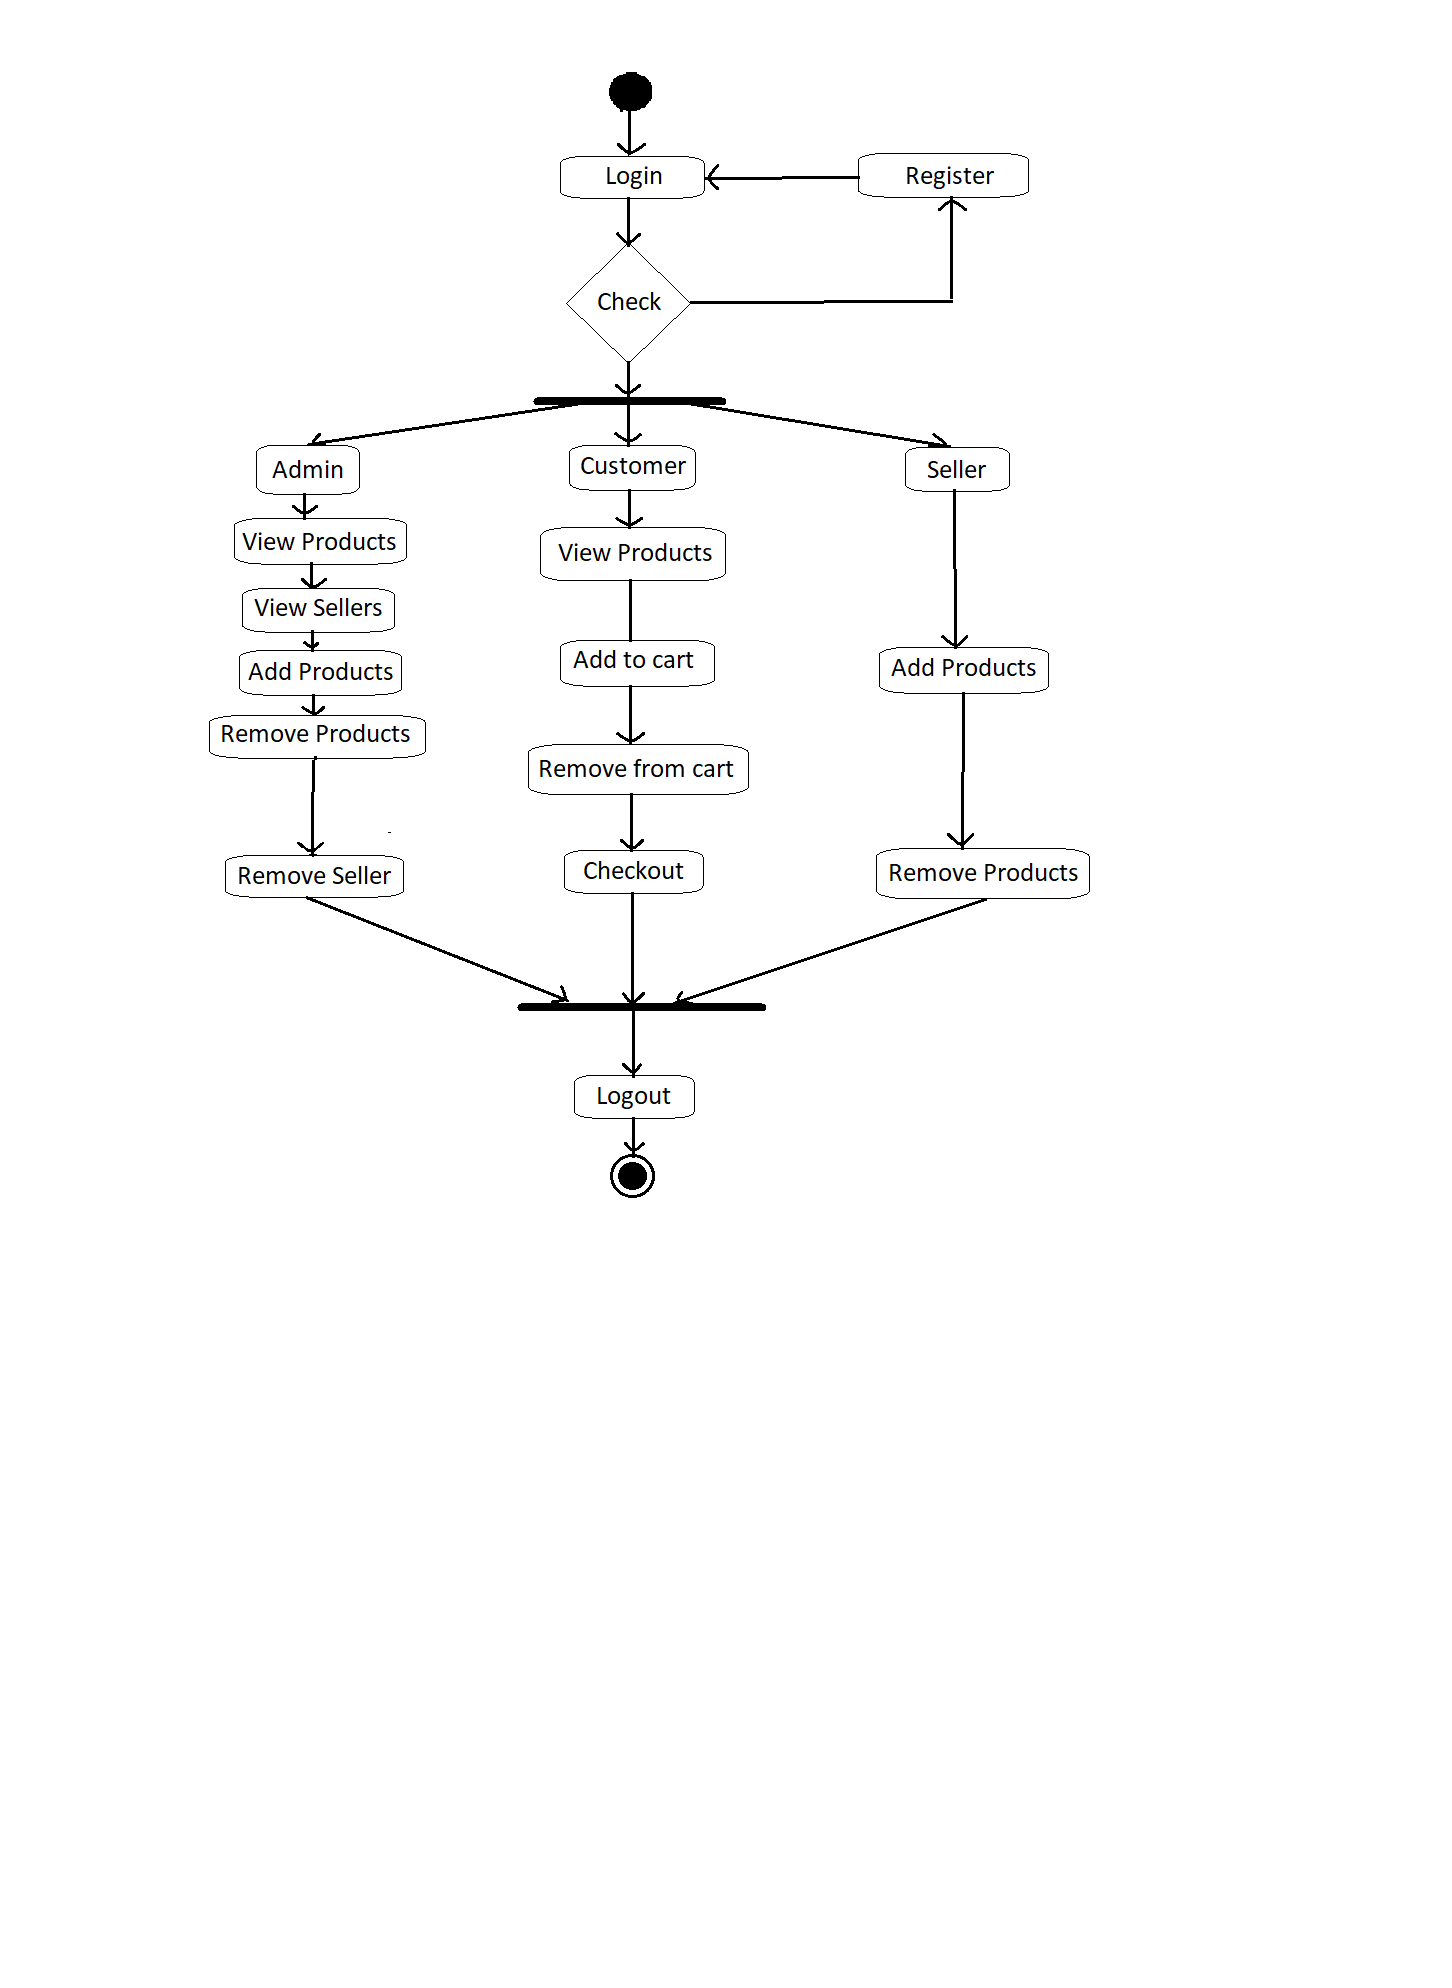 Login
Register
Check
Admin
Customer
Seller
View Products
View Products
View Sellers
Add to cart
Add Products
Add Products
Remove Products
Remove from cart
Checkout
Remove Products
Remove Seller
Logout